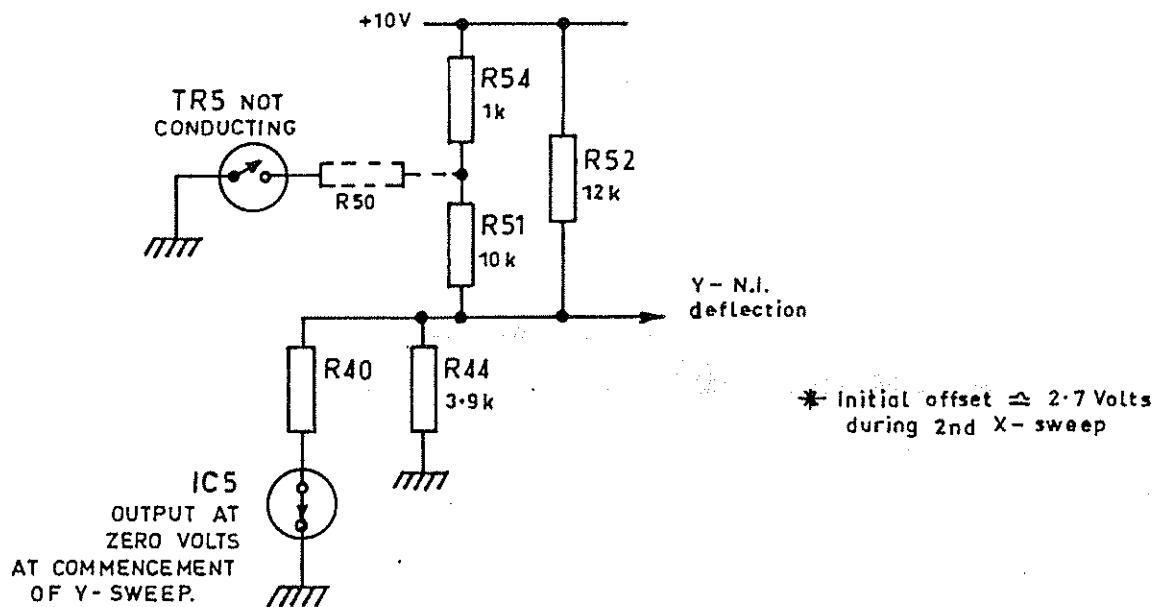 +10V
R54
1k
TR5 NOT
CONDUCTING
R52
12k
R50
R51
10k
Y- N.I.
deflection
R40
R44
3·9k
* Initial offset ≏ 2·7 Volts
during 2nd X-sweep
IC5
OUTPUT AT
ZERO VOLTS
AT COMMENCEMENT
OF Y-SWEEP.